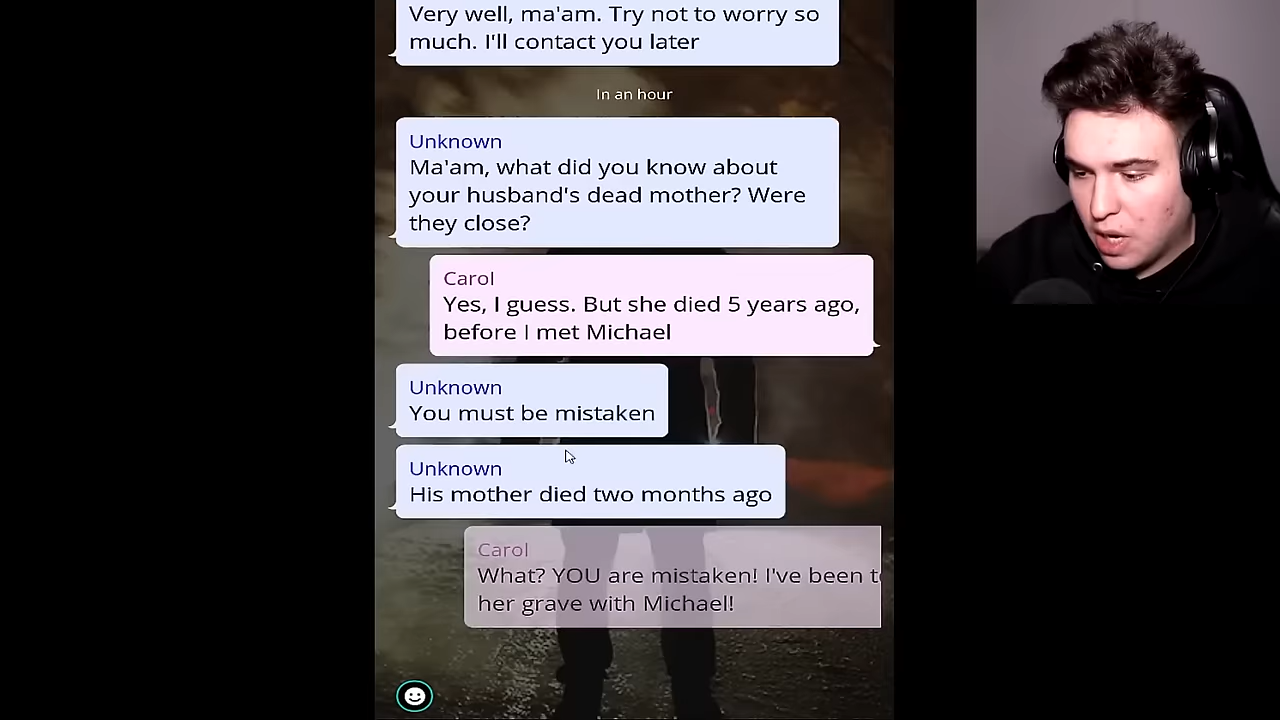 Very well, ma'am. Try not to worry so
much. I'll contact you later
In an hour
Unknown
Ma'am, what did you know about
your husband's dead mother? Were
they close?
Carol
Yes, I guess. But she died 5 years ago,
before I met Michael
Unknown
You must be mistaken
Unknown
His mother died two months ago
Carol
What? YOU are mistaken! I've been
her grave with Michael!